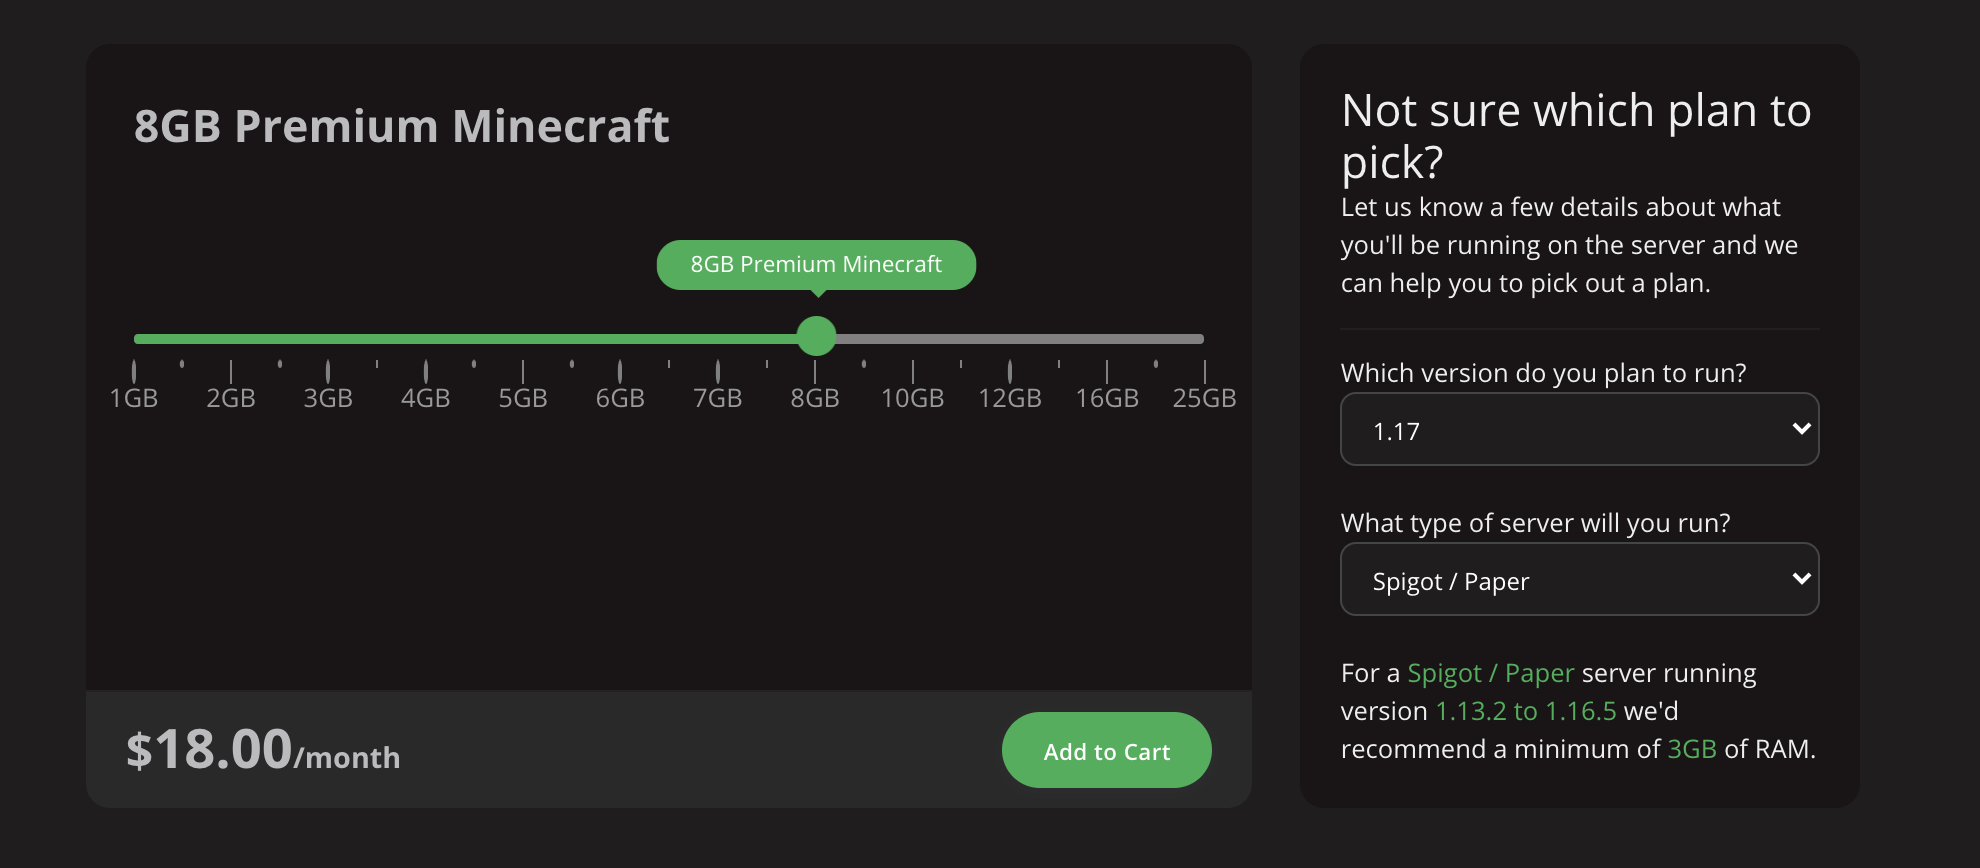 8GB Premium Minecraft
8GB Premium Minecraft
1GB 2GB 3GB 4GB 5GB 6GB 7GB 8GB 10GB 12GB 16GB 25GB
$18.00/month
Add to Cart
Not sure which plan to
pick?
Let us know a few details about what
you'll be running on the server and we
can help you to pick out a plan.
Which version do you plan to run?
1.17
What type of server will you run?
Spigot / Paper
For a Spigot / Paper server running
version 1.13.2 to 1.16.5 we'd
recommend a minimum of 3GB of RAM.